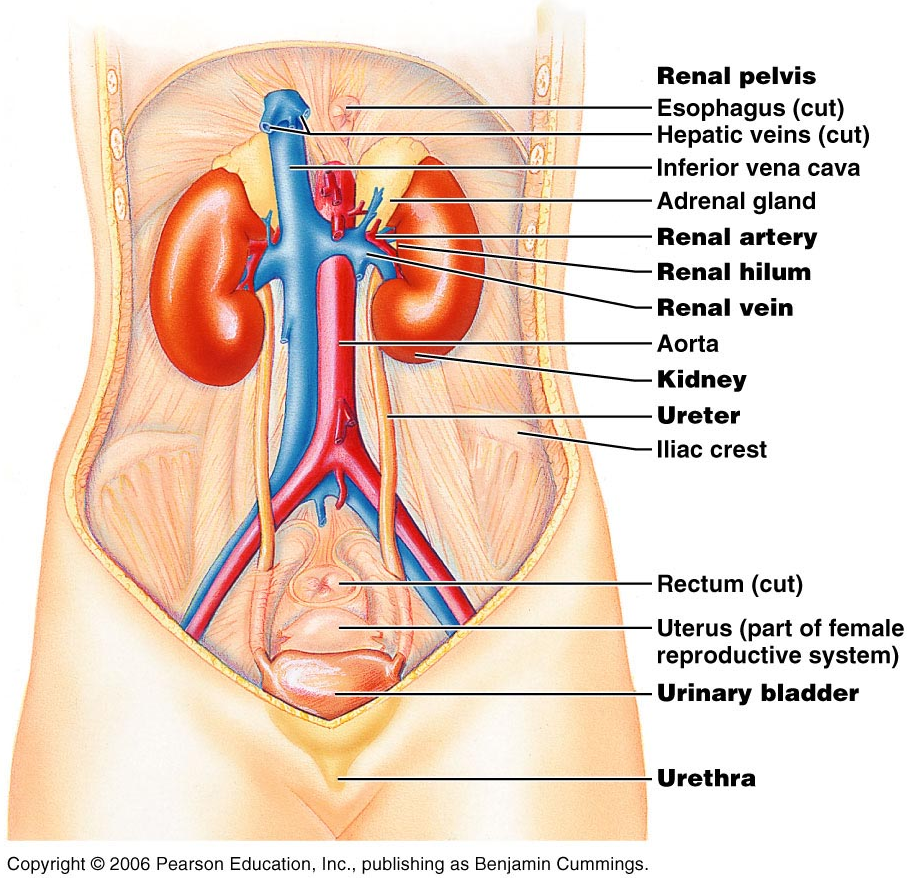 Renal pelvis
Esophagus (cut)
Hepatic veins (cut)
Inferior vena cava
Adrenal gland
Renal artery
Renal hilum
Renal vein
Aorta
Kidney
Ureter
Iliac crest
Rectum (cut)
Uterus (part of female
reproductive system)
Urinary bladder
Urethra
Copyright © 2006 Pearson Education, Inc., publishing as Benjamin Cummings.